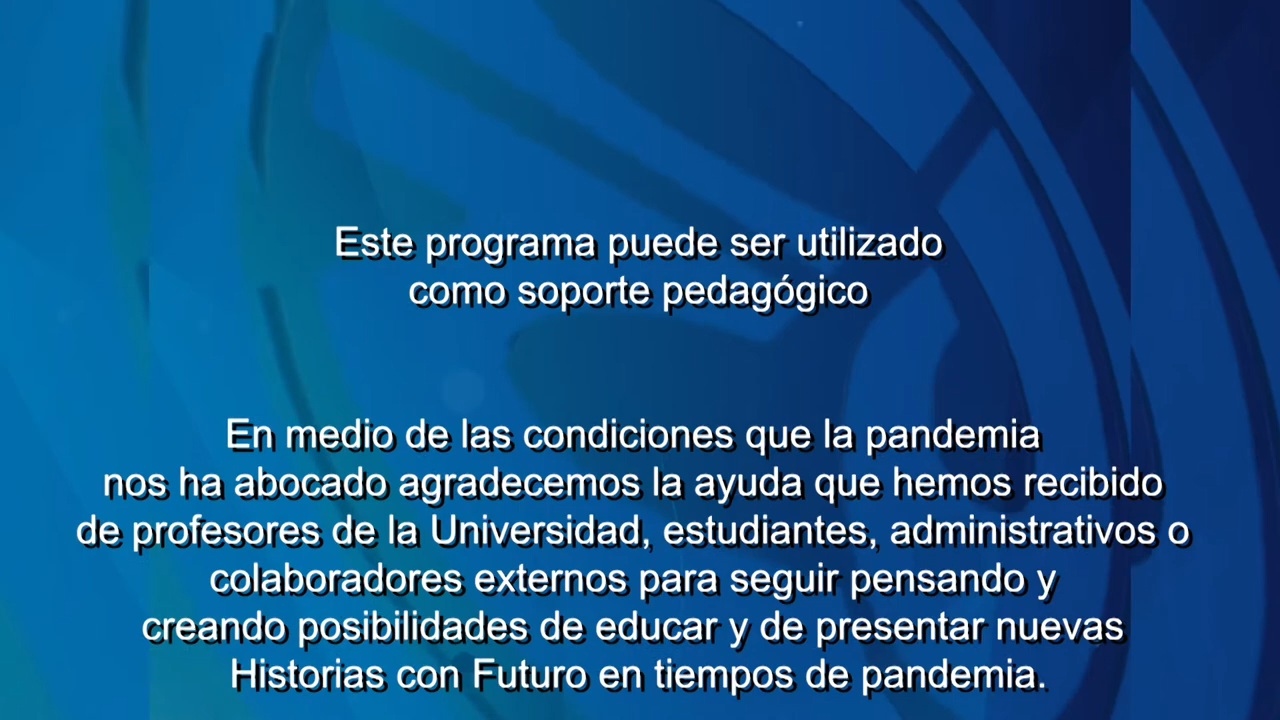 Este programa puede ser utilizado
como soporte pedagógico
En medio de las condiciones que la pandemia
nos ha abocado agradecemos la ayuda que hemos recibido
de profesores de la Universidad, estudiantes, administrativos o
colaboradores externos para seguir pensando y
creando posibilidades de educar y de presentar nuevas
Historias con Futuro en tiempos de pandemia.